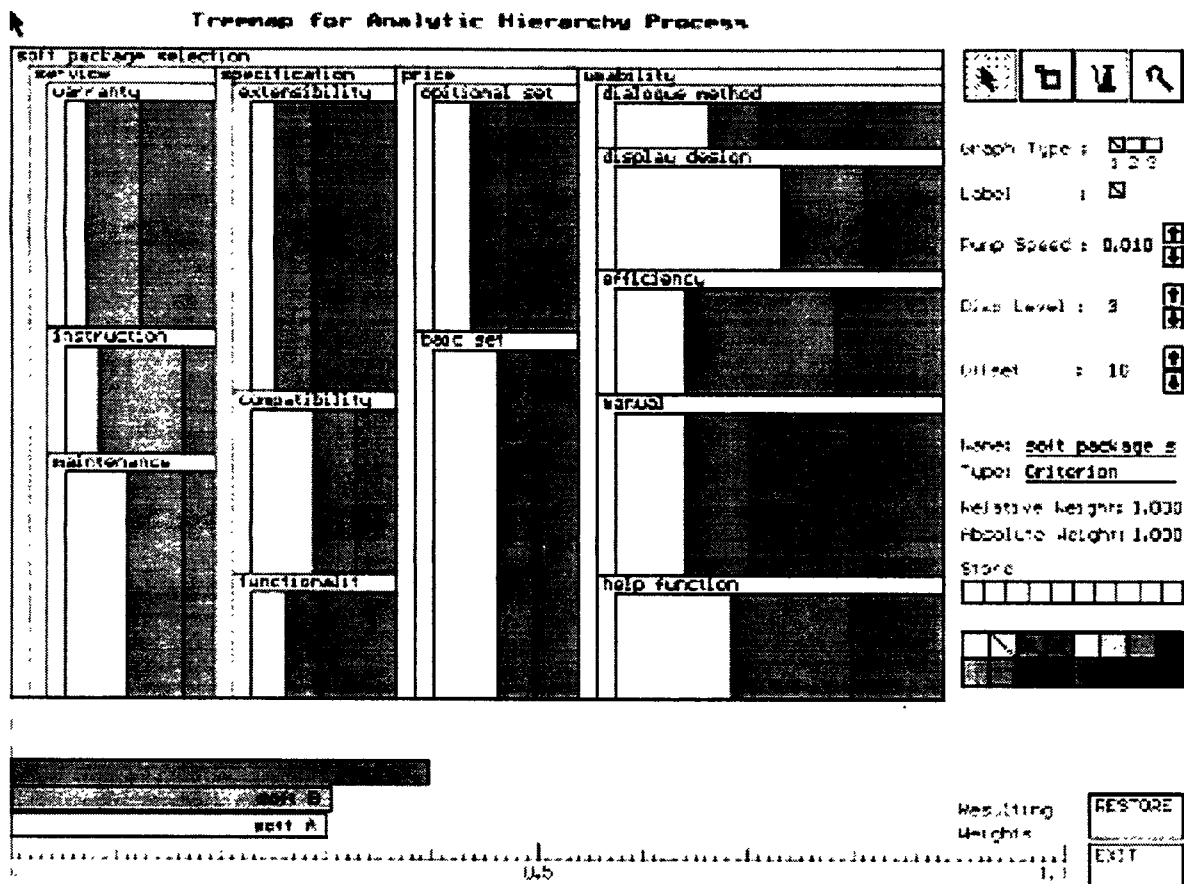 Treemap for Analytic Hierarchy Process
soft package selection
service
specification
price
usability
warranty
extensibility
optional set
dialogue method
display design
Graph Type :
1 2 3
Label :
Pump Speed : 0.010
efficiency
Disp Level : 3
instruction
basic set
Offset : 10
compatibility
manual
Name: soft package s
maintenance
Type: Criterion
Relative Weight: 1.000
Absolute Weight: 1.000
functionalit
help function
Store
soft B
soft A
Resulting
Weights
RESTORE
EXIT
0.5